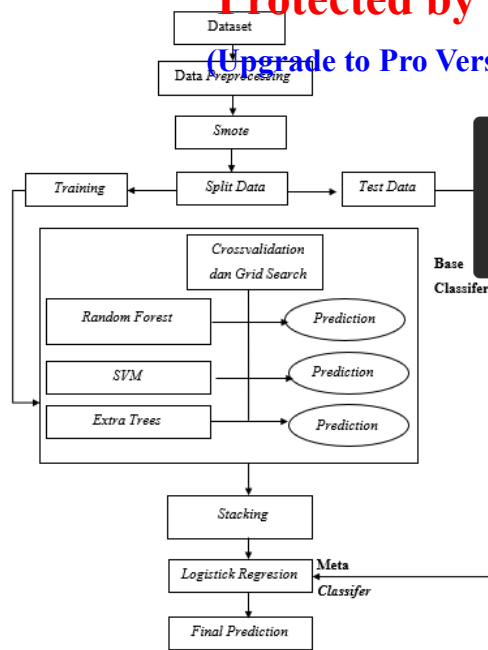 Protected by
Dataset
(Upgrade to Pro Vers
Data Preprocessing
Smote
Training
Split Data
Test Data
Crossvalidation
dan Grid Search
Base
Classifer
Random Forest
Prediction
SVM
Prediction
Extra Trees
Prediction
Stacking
Logistick Regresion
Meta
Classifer
Final Prediction